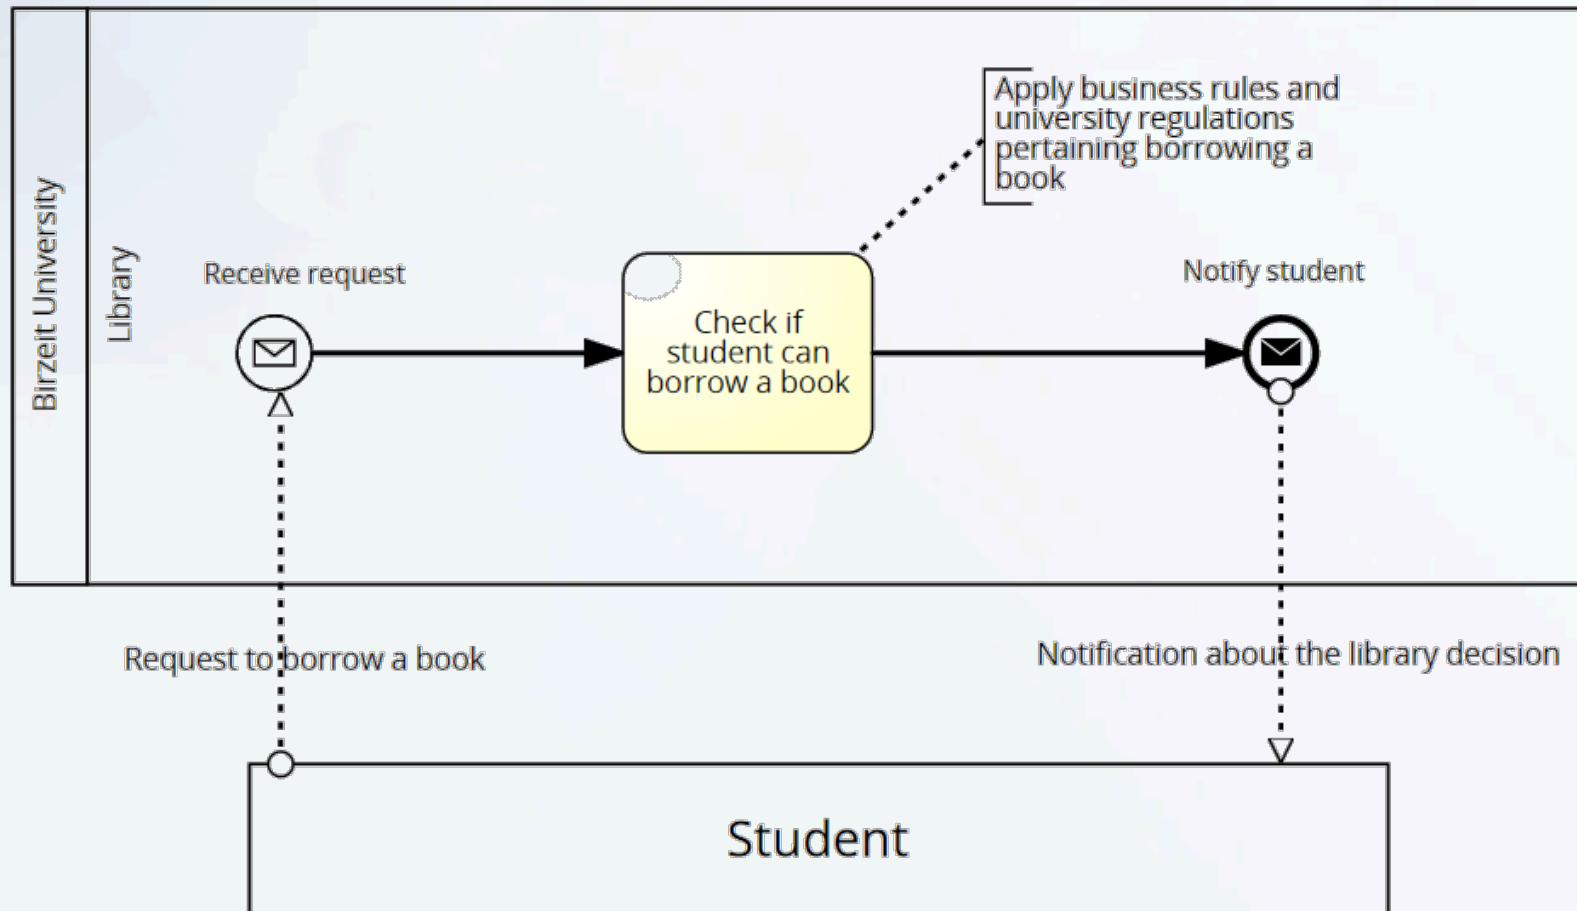 Birzeit University
Library
Receive request
Check if
student can
borrow a book
Apply business rules and
university regulations
pertaining borrowing a
book
Notify student
Request to borrow a book
Notification about the library decision
Student